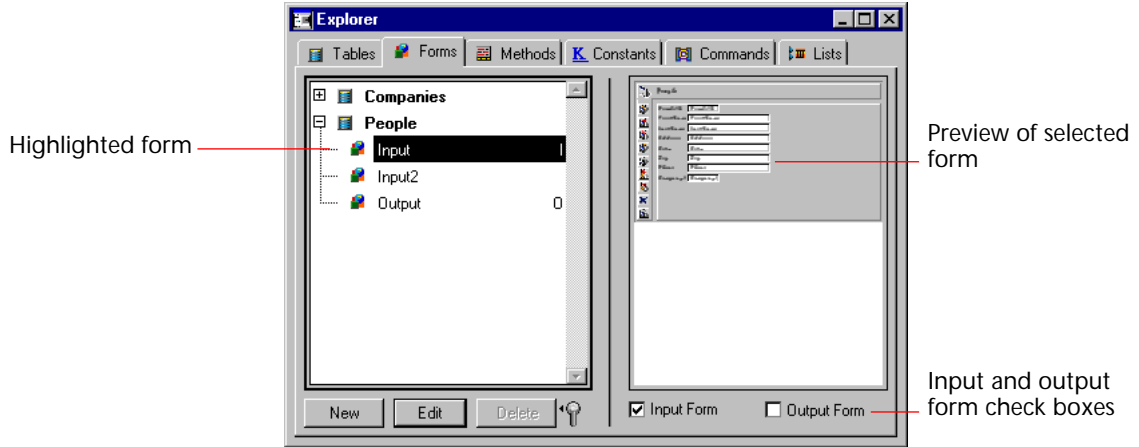 Explorer
Tables Forms Methods K Constants Commands Lists
Companies
People
Highlighted form
Input I
Input2
Output O
Preview of selected
form
New Edit Delete
Input Form Output Form
Input and output
form check boxes